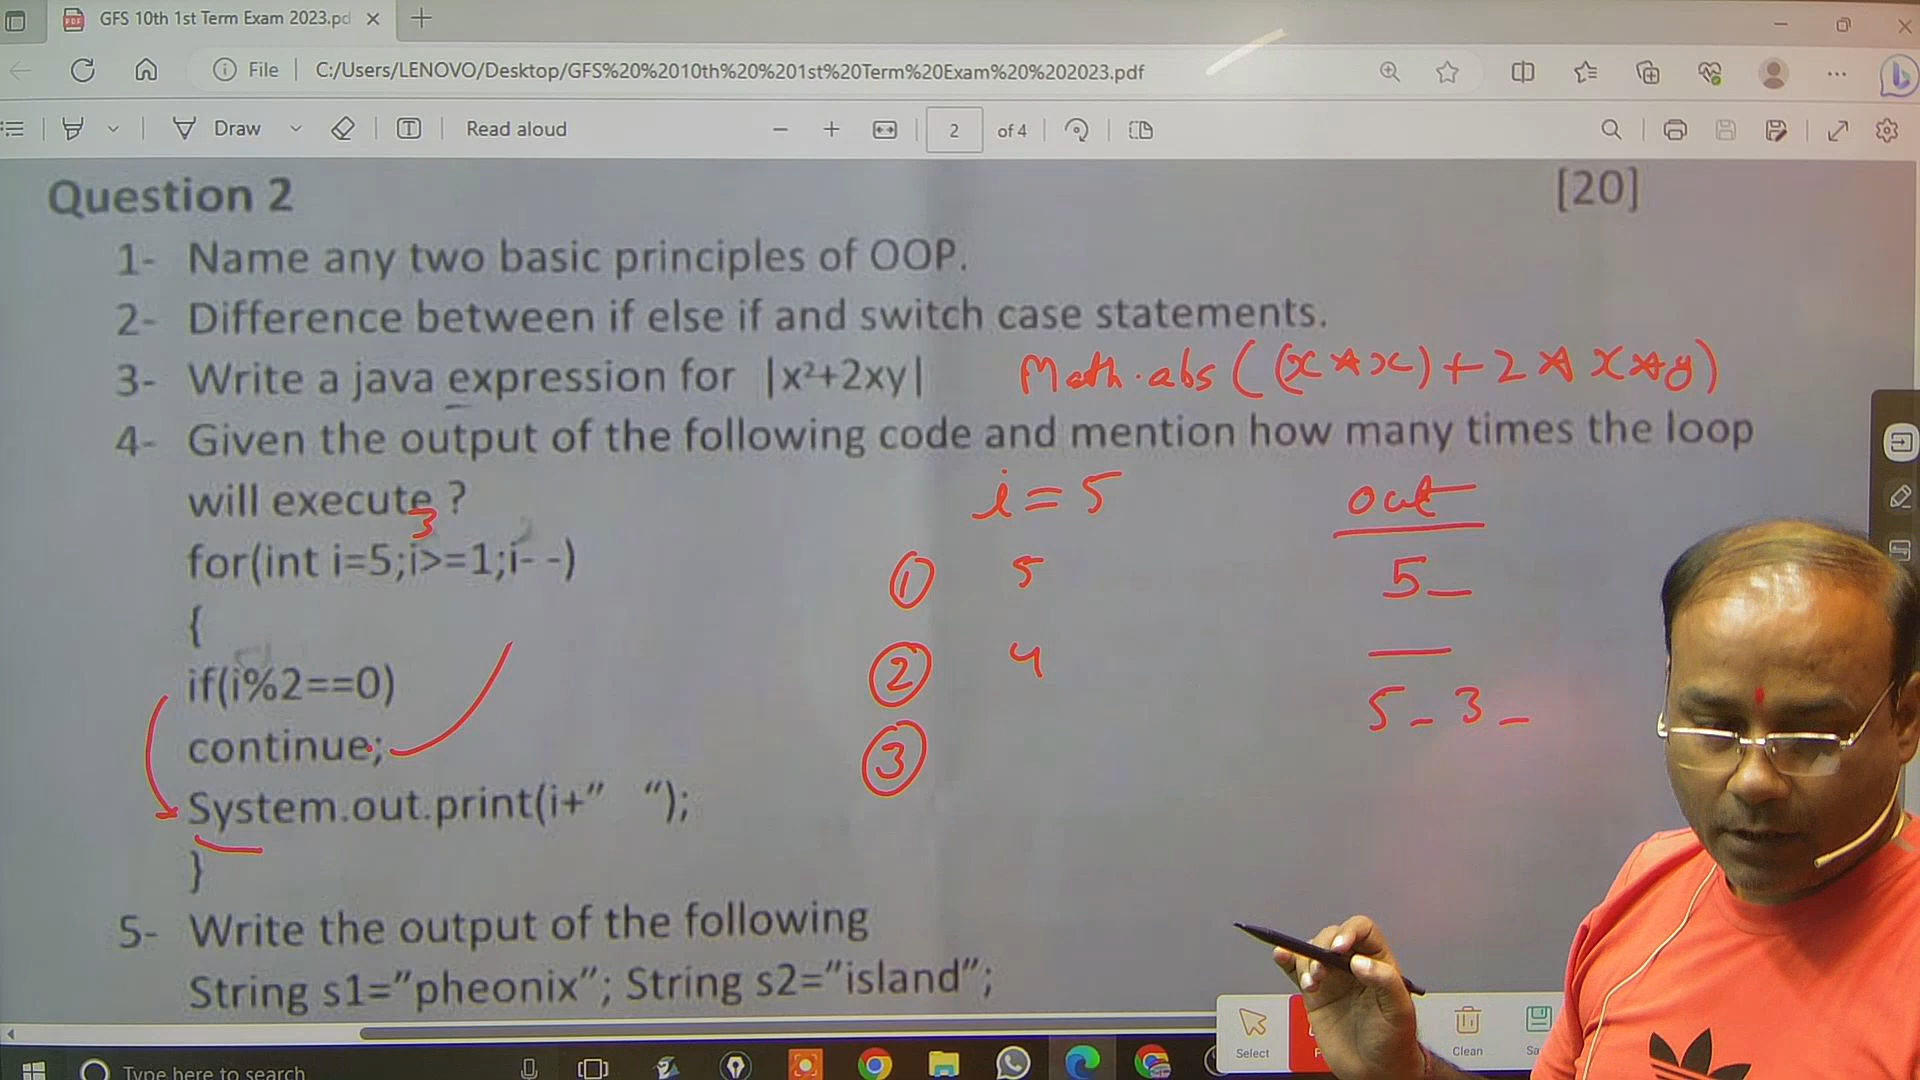 GFS 10th 1st Term Exam 2023.pd
File
C:/Users/LENOVO/Desktop/GFS%20%2010th%20%201st%20Term%20Exam%20%202023.pdf
Draw
Read aloud
2 of 4
Question 2 [20]
1- Name any two basic principles of OOP.
2- Difference between if else if and switch case statements.
3- Write a java expression for |x²+2xy| Math.abs((x*x)+2*x*y)
4- Given the output of the following code and mention how many times the loop
will execute ? i=5 out
3
for(int i=5;i>=1;i- -) ① 5 5_
{
if(i%2==0) ② 4 __
continue; ③ 5_3_
System.out.print(i+” “);
}
5- Write the output of the following
String s1=”pheonix”; String s2=”island”;
Select
Clean
Sa
Type here to search